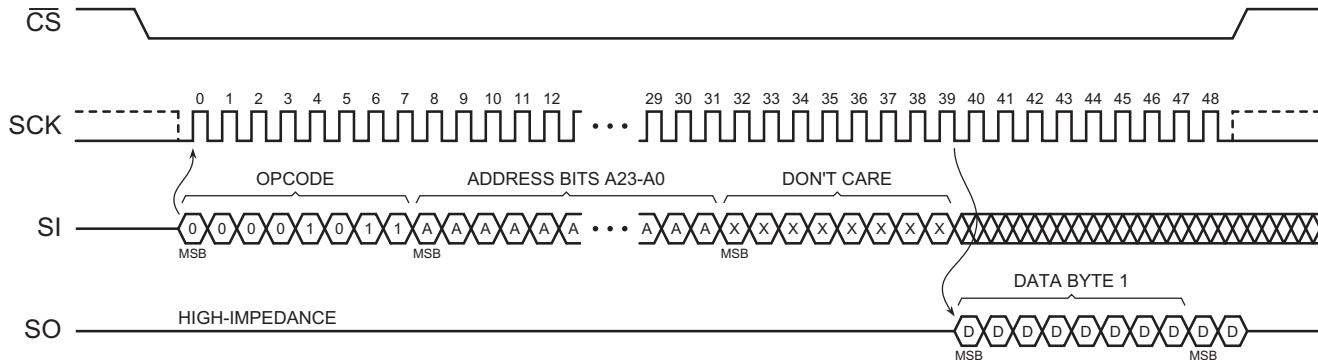 CS
SCK
0 1 2 3 4 5 6 7 8 9 10 11 12 29 30 31 32 33 34 35 36 37 38 39 40 41 42 43 44 45 46 47 48
OPCODE ADDRESS BITS A23-A0 DON'T CARE
SI
0 0 0 0 1 0 1 1 A A A A A A A A A X X X X X X X X
MSB MSB MSB
DATA BYTE 1
HIGH-IMPEDANCE
SO
D D D D D D D D D D
MSB MSB